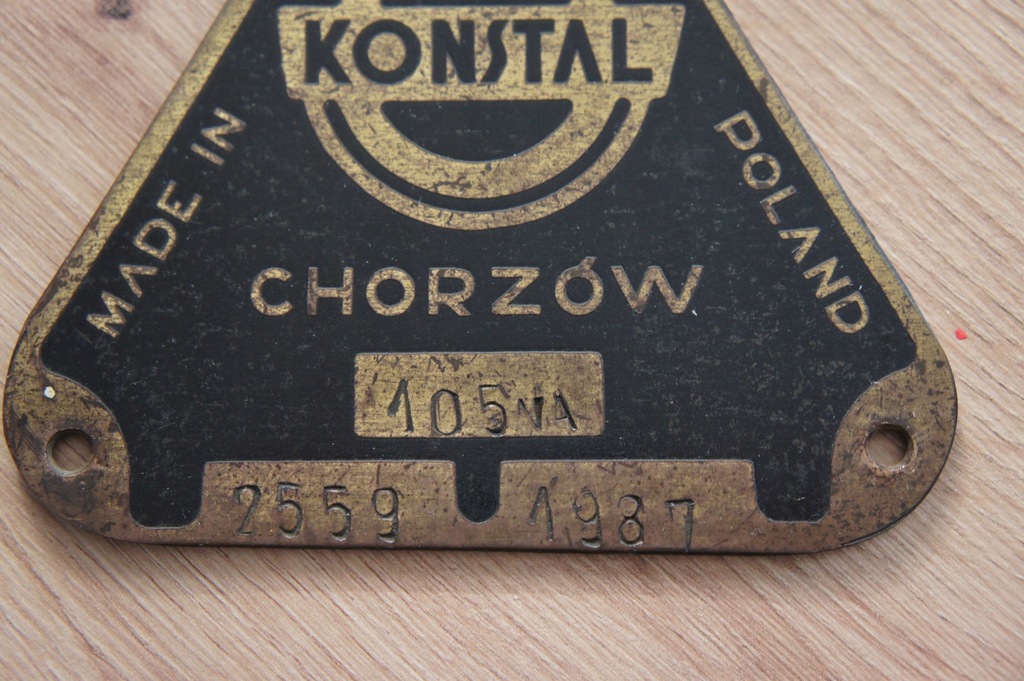 KONSTAL
MADE IN
POLAND
CHORZÓW
105NA
2559
1987